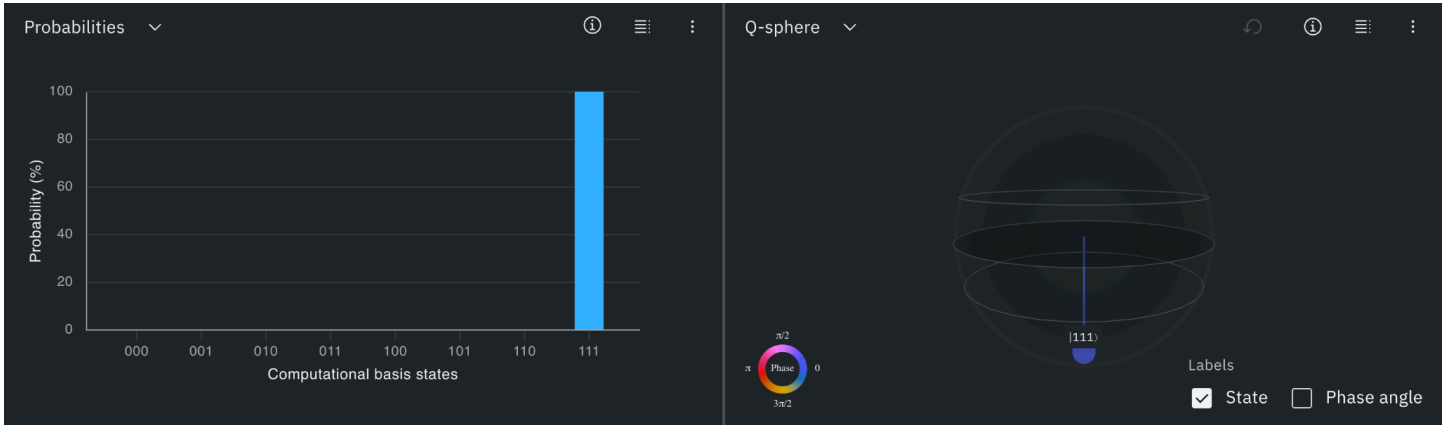 Probabilities
100
80
60
40
20
0
Probability (%)
000 001 010 011 100 101 110 111
Computational basis states
Q-sphere
|111⟩
π/2
π Phase 0
3π/2
Labels
State Phase angle